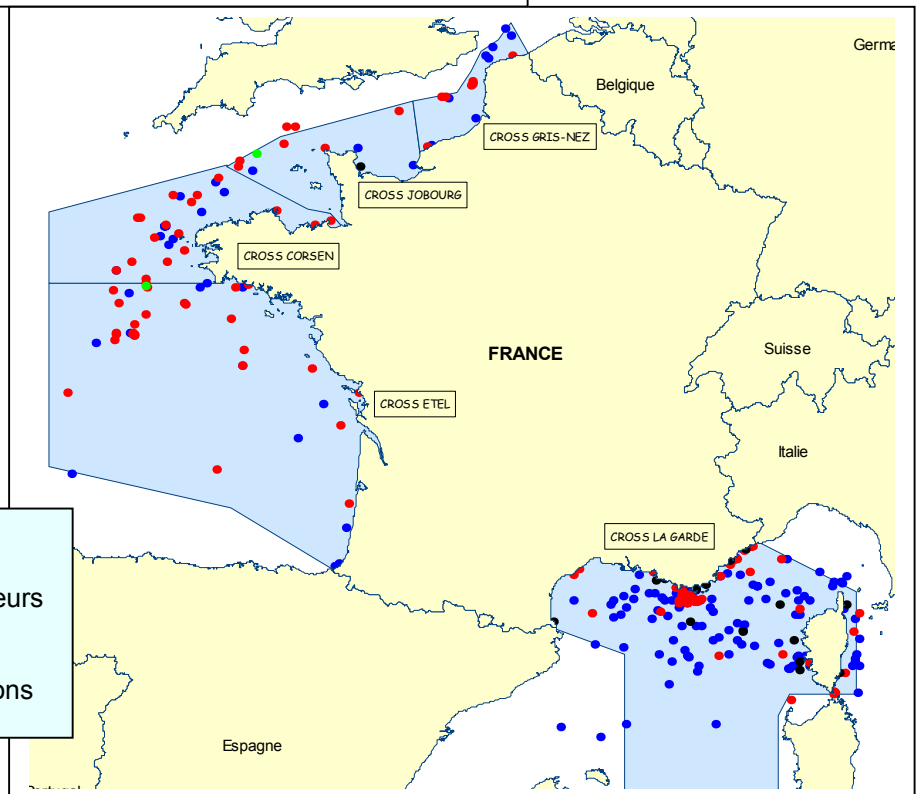 Germa
Belgique
CROSS GRIS-NEZ
CROSS JOBOURG
CROSS CORSEN
FRANCE
Suisse
CROSS ETEL
Italie
CROSS LA GARDE
eurs
ons
Espagne